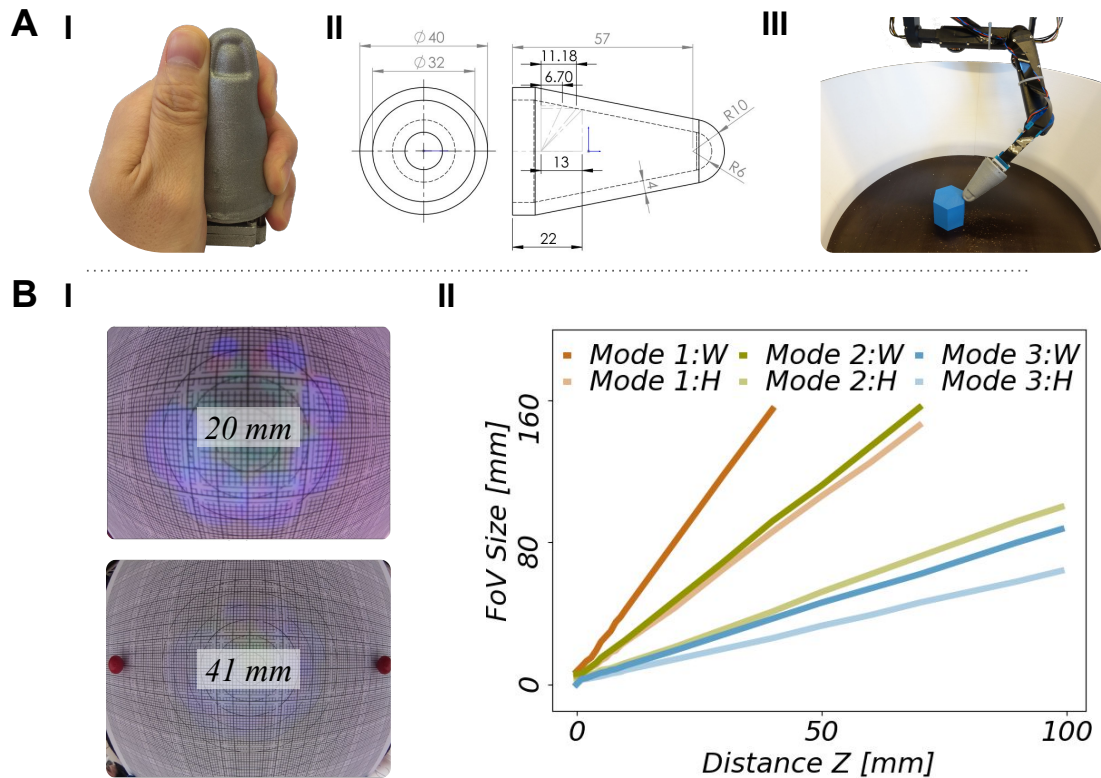 A I II III
⌀ 40
⌀ 32
57
11.18
6.70
13
22
4
R10
R6
B I II
20 mm
41 mm
Mode 1:W Mode 2:W Mode 3:W
Mode 1:H Mode 2:H Mode 3:H
FoV Size [mm]
160
80
0
0 50 100
Distance Z [mm]